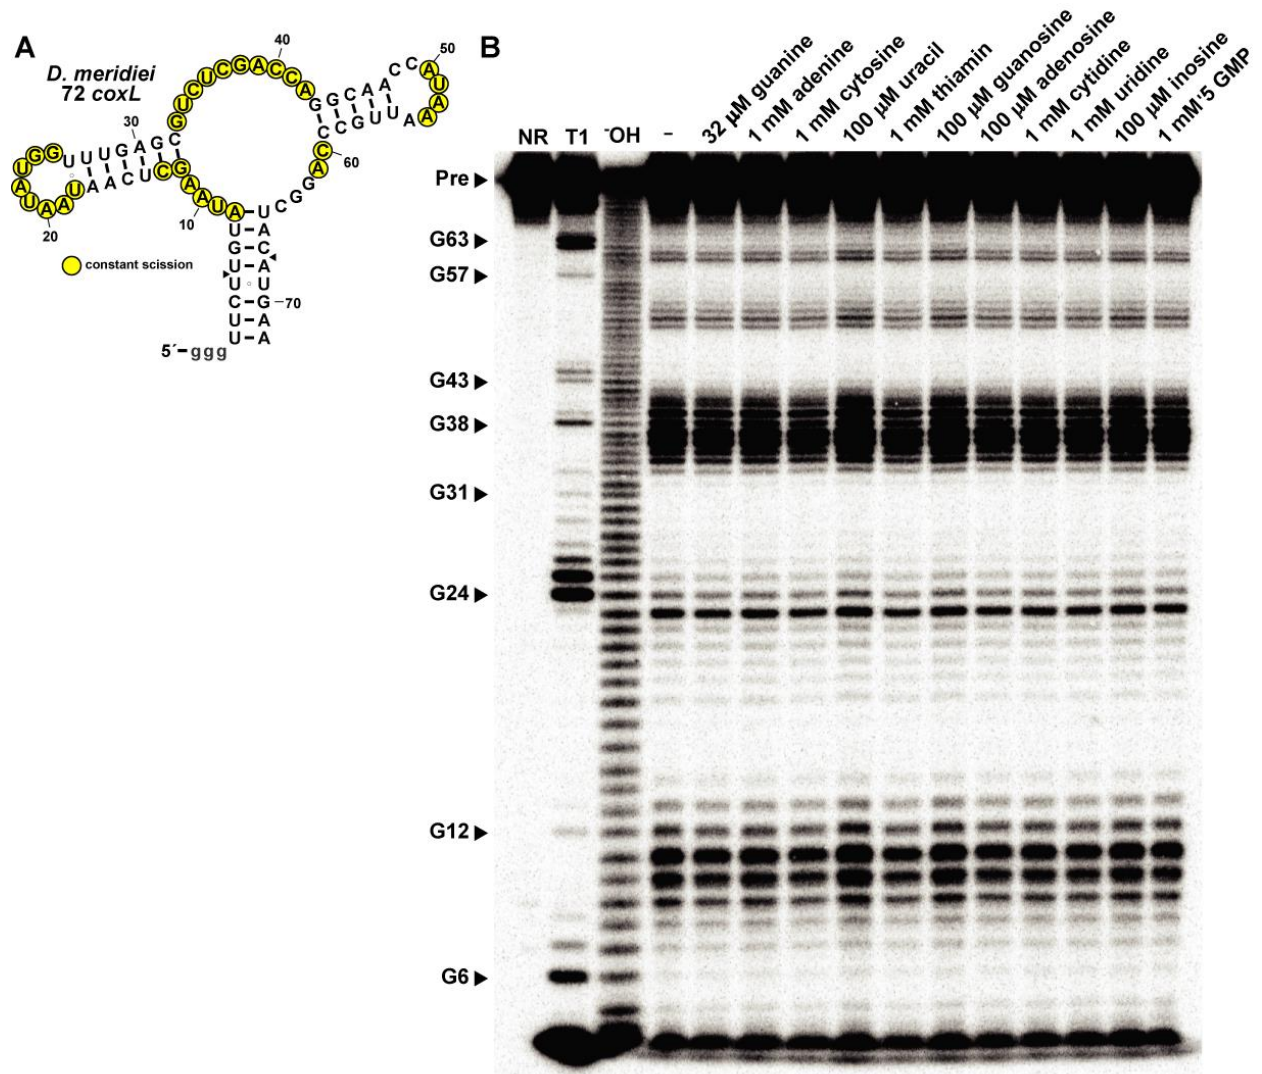 A
D. meridiei
72 coxL
40
50
30
60
10
20
70
constant scission
5´-ggg
UUCUUGUAUAAGCUCAAUAAUAUGGUUUGAGCGUCUCGACCAGGCAACCAUAAAUUGCCCAGGCUACAUGAA
B
NR
T1
-OH
–
32 µM guanine
1 mM adenine
1 mM cytosine
100 µM uracil
1 mM thiamin
100 µM guanosine
100 µM adenosine
1 mM cytidine
1 mM uridine
100 µM inosine
1 mM '5 GMP
Pre
G63
G57
G43
G38
G31
G24
G12
G6